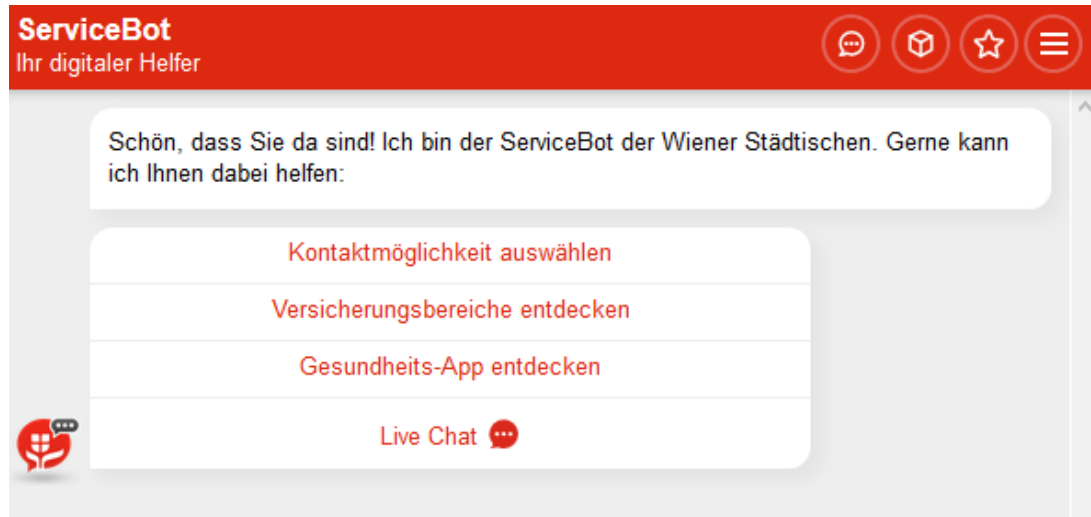 ServiceBot
Ihr digitaler Helfer
Schön, dass Sie da sind! Ich bin der ServiceBot der Wiener Städtischen. Gerne kann
ich Ihnen dabei helfen:
Kontaktmöglichkeit auswählen
Versicherungsbereiche entdecken
Gesundheits-App entdecken
Live Chat